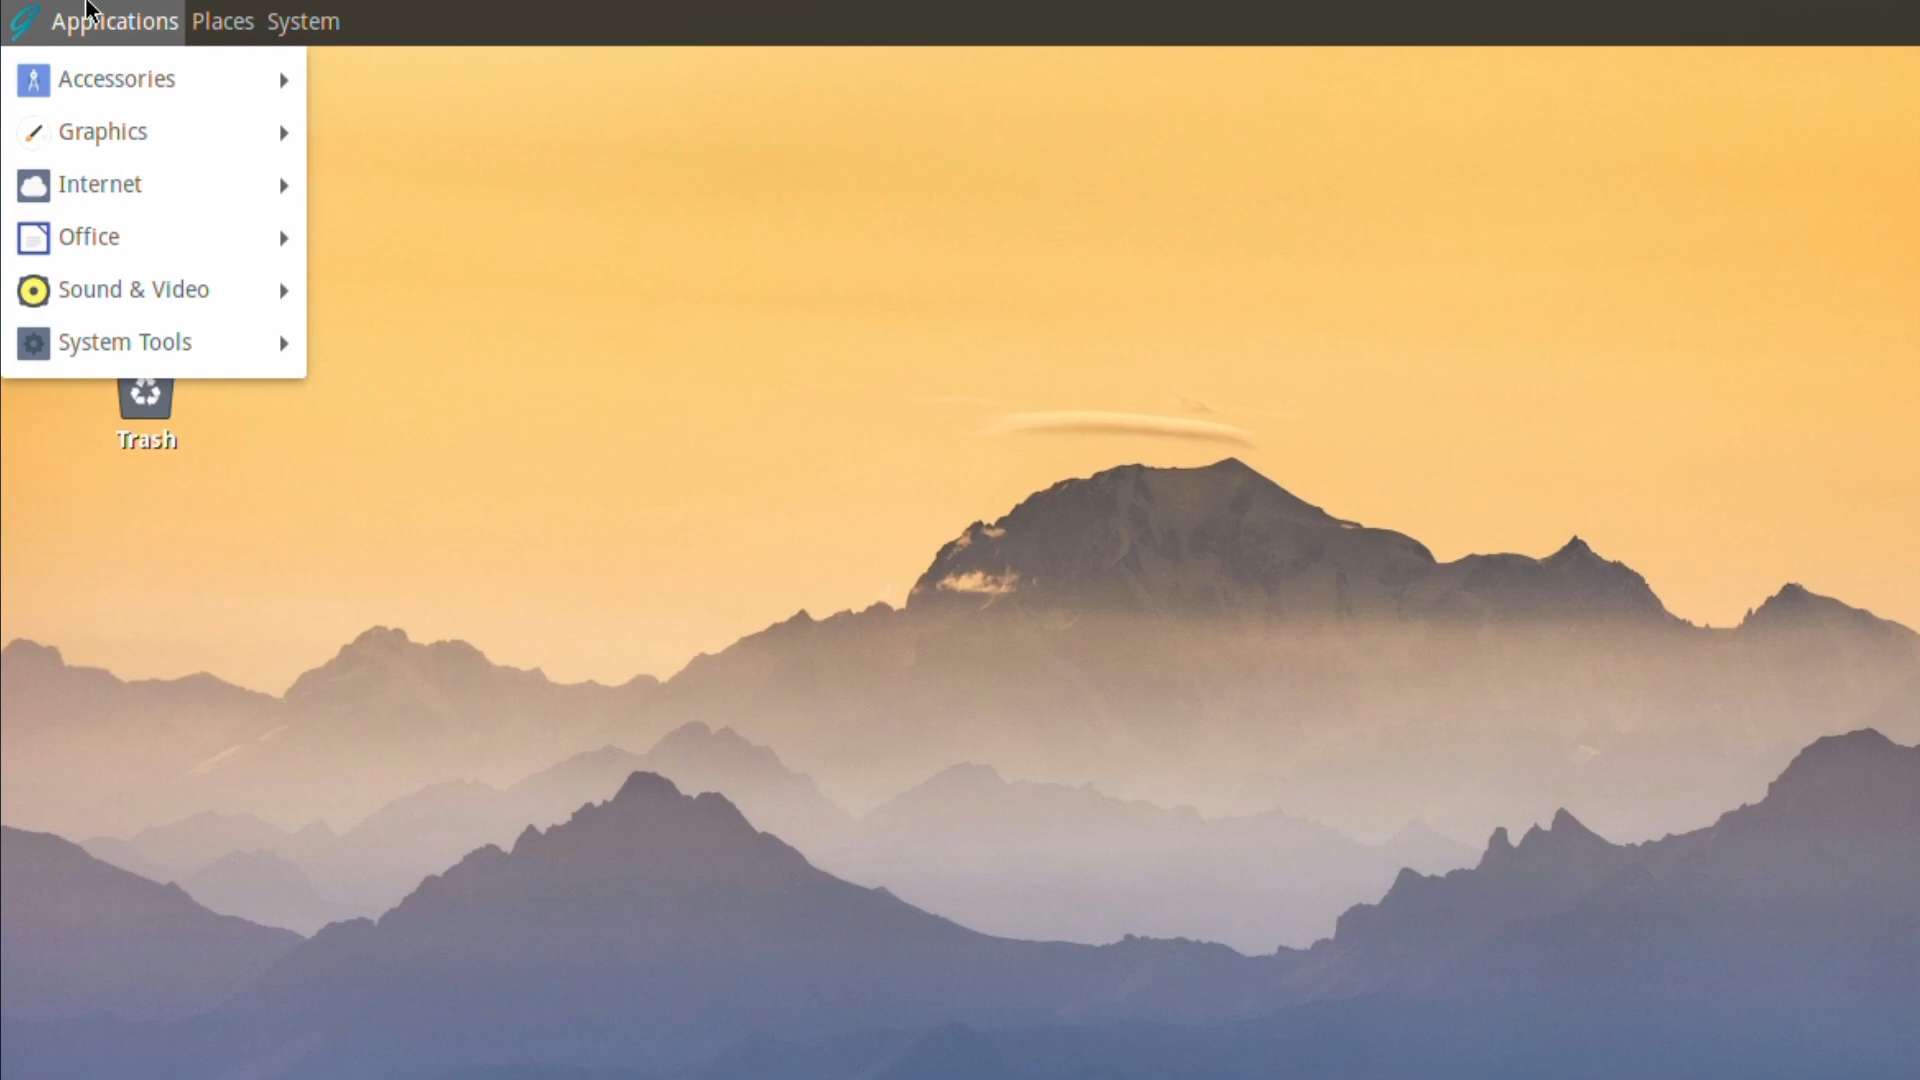 Applications Places System
Accessories
Graphics
Internet
Office
Sound & Video
System Tools
Trash